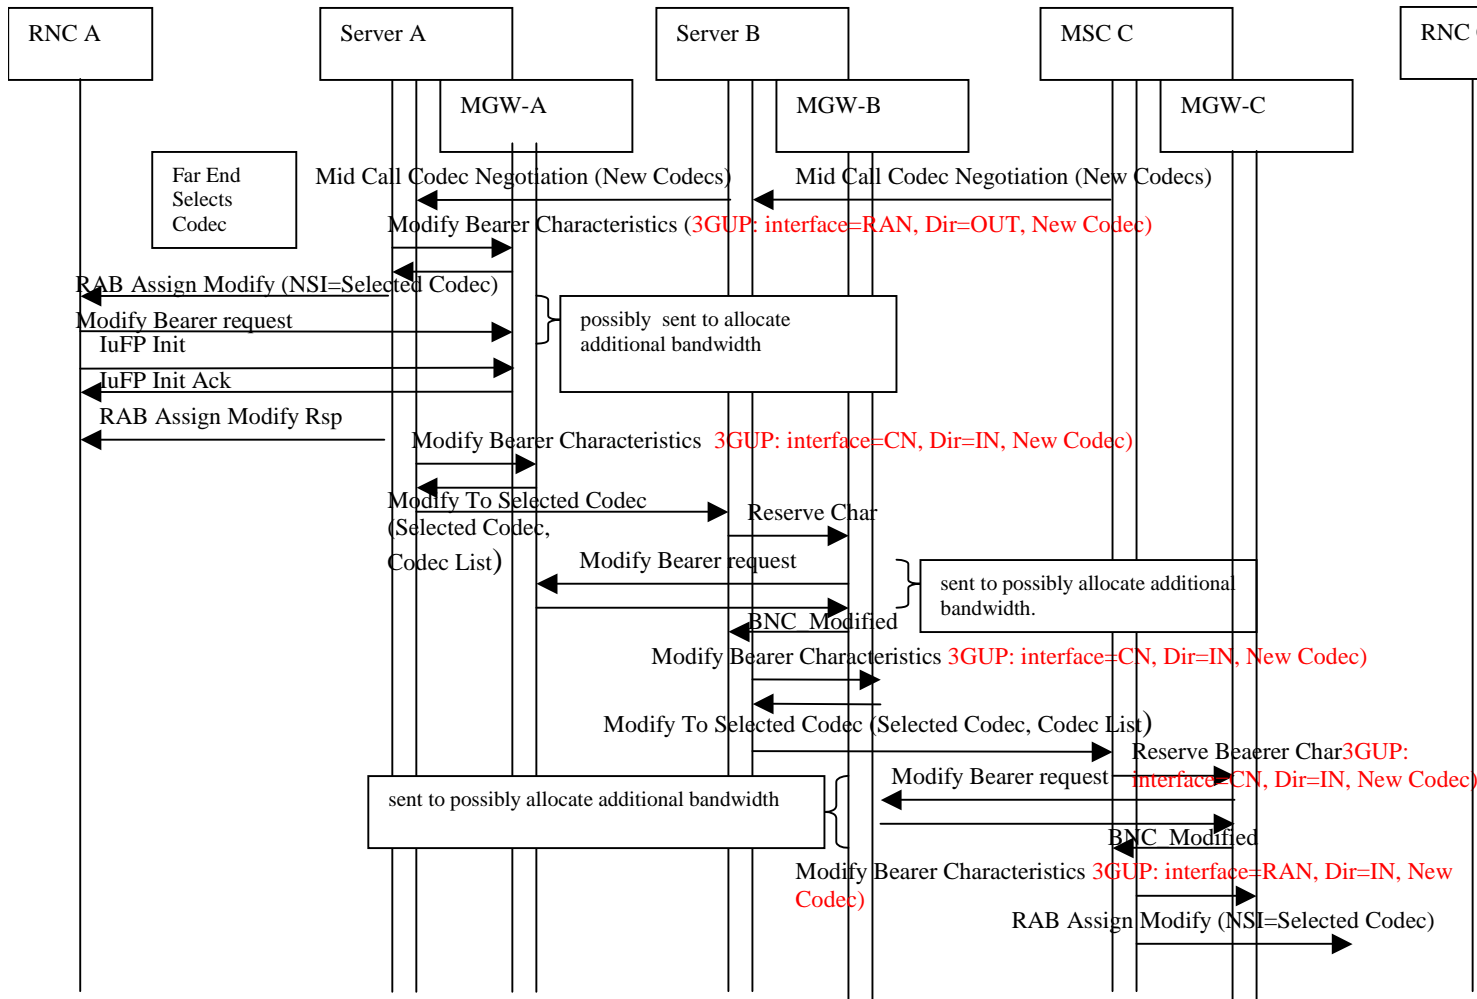 RNC A
Server A
Server B
MSC C
RNC
MGW-A
MGW-B
MGW-C
Far End
Selects
Codec
Mid Call Codec Negotiation (New Codecs)
Mid Call Codec Negotiation (New Codecs)
Modify Bearer Characteristics (3GUP: interface=RAN, Dir=OUT, New Codec)
RAB Assign Modify (NSI=Selected Codec)
Modify Bearer request
possibly sent to allocate
additional bandwidth
IuFP Init
IuFP Init Ack
RAB Assign Modify Rsp
Modify Bearer Characteristics 3GUP: interface=CN, Dir=IN, New Codec)
Modify To Selected Codec
(Selected Codec,
Codec List)
Reserve Char
Modify Bearer request
sent to possibly allocate additional
bandwidth.
BNC_Modified
Modify Bearer Characteristics 3GUP: interface=CN, Dir=IN, New Codec)
Modify To Selected Codec (Selected Codec, Codec List)
Reserve Beaerer Char3GUP:
interface=CN, Dir=IN, New Codec)
Modify Bearer request
sent to possibly allocate additional bandwidth
BNC_Modified
Modify Bearer Characteristics 3GUP: interface=RAN, Dir=IN, New
Codec)
RAB Assign Modify (NSI=Selected Codec)